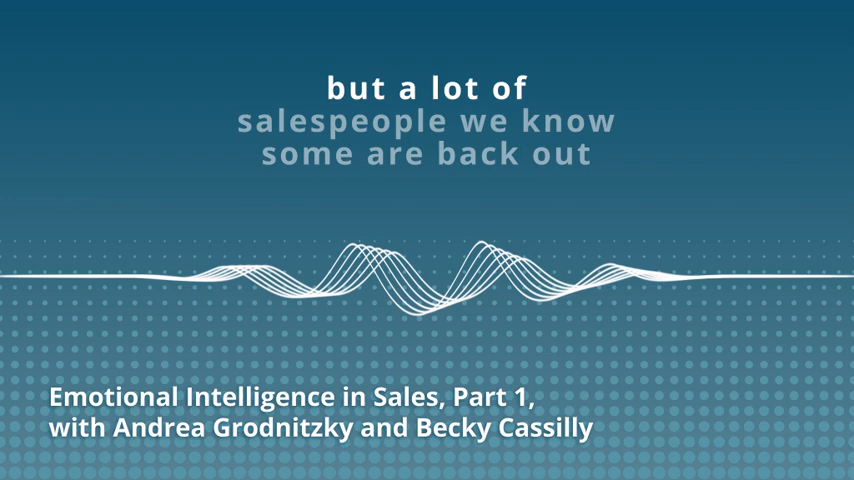 but a lot of
salespeople we know
some are back out
Emotional Intelligence in Sales, Part 1,
with Andrea Grodnitzky and Becky Cassilly